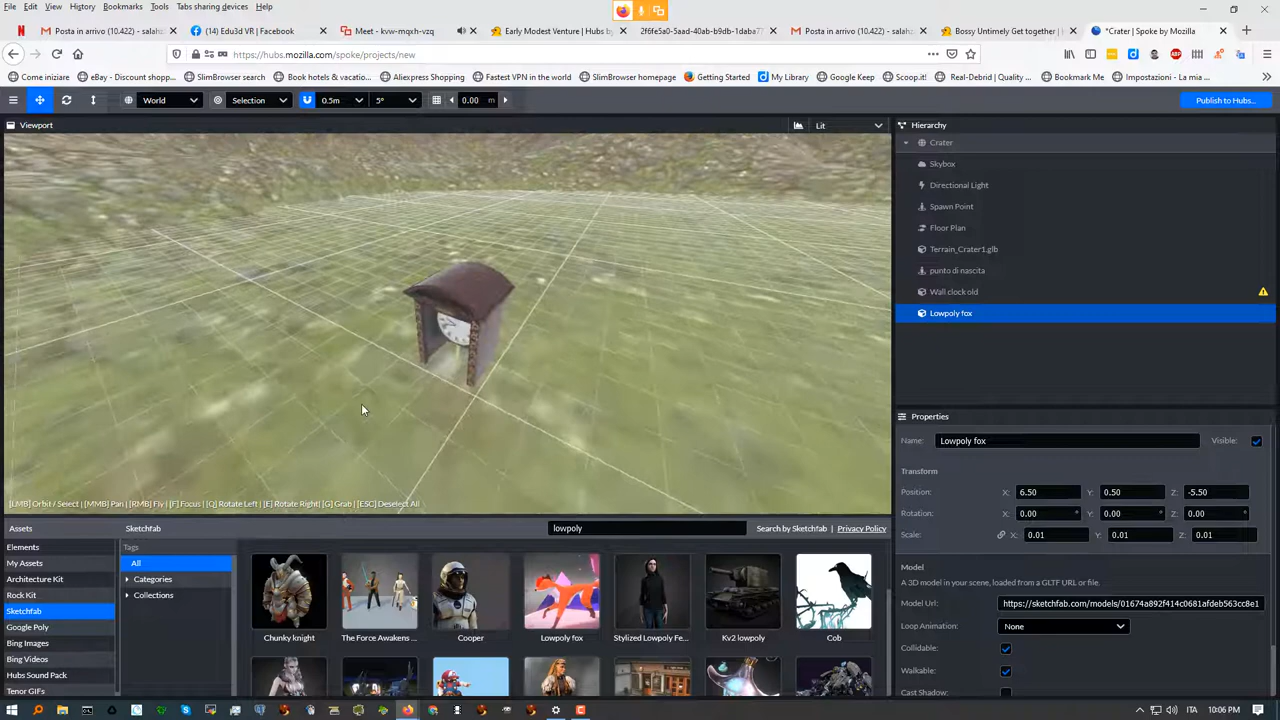 File Edit View History Bookmarks Tools Tabs sharing devices Help
Posta in arrivo (10.422) - salah
(14) Edu3d VR | Facebook
Meet - kvw-mqxh-vzq
Early Modest Venture | Hubs by
2f6fe5a0-5aad-40ab-b9db-1daba7
Posta in arrivo (10.422) - salah
Bossy Untimely Get together | H
*Crater | Spoke by Mozilla
https://hubs.mozilla.com/spoke/projects/new
Come iniziare eBay - Discount shopp... SlimBrowser search Book hotels & vacatio... Aliexpress Shopping Fastest VPN in the world SlimBrowser homepage Getting Started My Library Google Keep Scoop.it! Real-Debrid | Quality ... Bookmark Me Impostazioni - La mia ...
World Selection 0.5m 5° 0.00 m Publish to Hubs...
Viewport Lit
Hierarchy
Crater
Skybox
Directional Light
Spawn Point
Floor Plan
Terrain_Crater1.glb
punto di nascita
Wall clock old
Lowpoly fox
[LMB] Orbit / Select | [MMB] Pan | [RMB] Fly | [F] Focus | [Q] Rotate Left | [E] Rotate Right | [G] Grab | [ESC] Deselect All
Properties
Name: Lowpoly fox Visible:
Transform
Position: X: 6.50 Y: 0.50 Z: -5.50
Rotation: X: 0.00 ° Y: 0.00 ° Z: 0.00 °
Scale: X: 0.01 Y: 0.01 Z: 0.01
Model
A 3D model in your scene, loaded from a GLTF URL or file.
Model Url: https://sketchfab.com/models/01674a892f414c0681afdeb563cc8e1
Loop Animation: None
Collidable:
Walkable:
Cast Shadow:
Assets Sketchfab lowpoly Search by Sketchfab | Privacy Policy
Elements
My Assets
Architecture Kit
Rock Kit
Sketchfab
Google Poly
Bing Images
Bing Videos
Hubs Sound Pack
Tenor GIFs
Tags
All
Categories
Collections
Chunky knight The Force Awakens ... Cooper Lowpoly fox Stylized Lowpoly Fe... Kv2 lowpoly Cob
ITA 10:06 PM